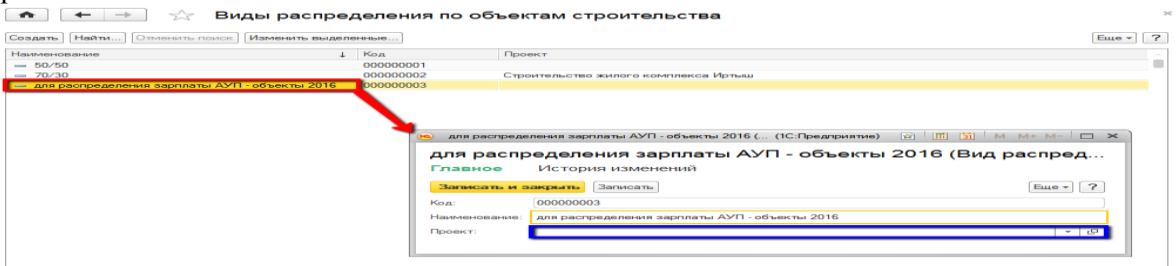 Виды распределения по объектам строительства
Создать Найти... Отменить поиск Изменить выделенные... Еще ?
Наименование ↓ Код Проект
50/50 000000001
70/30 000000002 Строительство жилого комплекса Иртыш
для распределения зарплаты АУП - объекты 2016 000000003
для распределения зарплаты АУП - объекты 2016 (... (1С:Предприятие) M M+ M-
для распределения зарплаты АУП - объекты 2016 (Вид распред...
Главное История изменений
Записать и закрыть Записать Еще ?
Код: 000000003
Наименование: для распределения зарплаты АУП - объекты 2016
Проект: